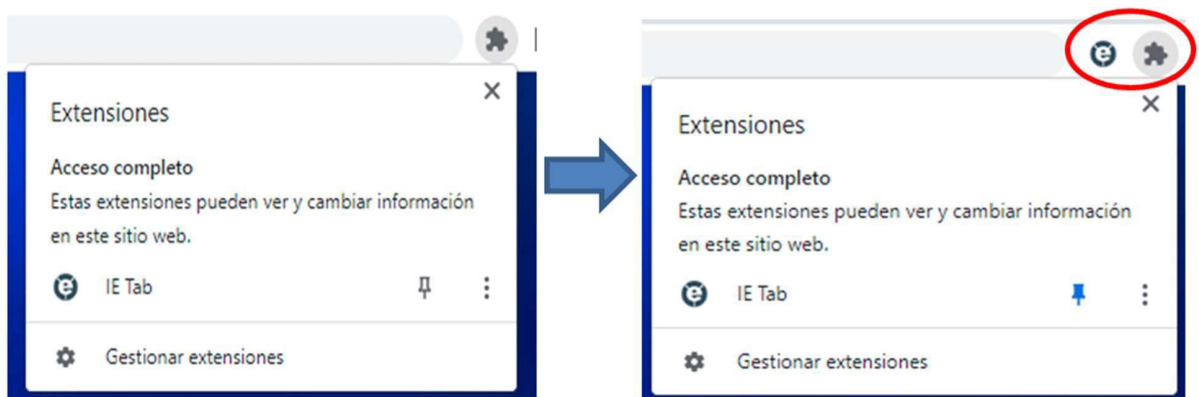 Extensiones
Acceso completo
Estas extensiones pueden ver y cambiar información
en este sitio web.
IE Tab
Gestionar extensiones
Extensiones
Acceso completo
Estas extensiones pueden ver y cambiar información
en este sitio web.
IE Tab
Gestionar extensiones